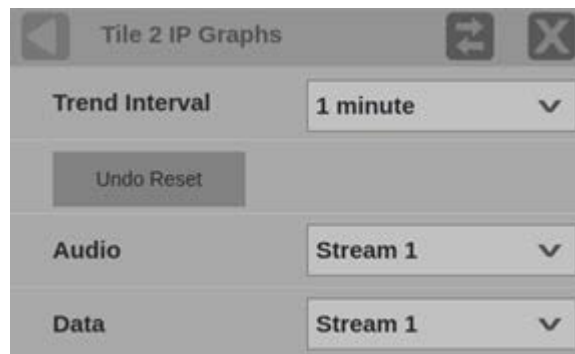 Tile 2 IP Graphs
Trend Interval 1 minute
Undo Reset
Audio Stream 1
Data Stream 1